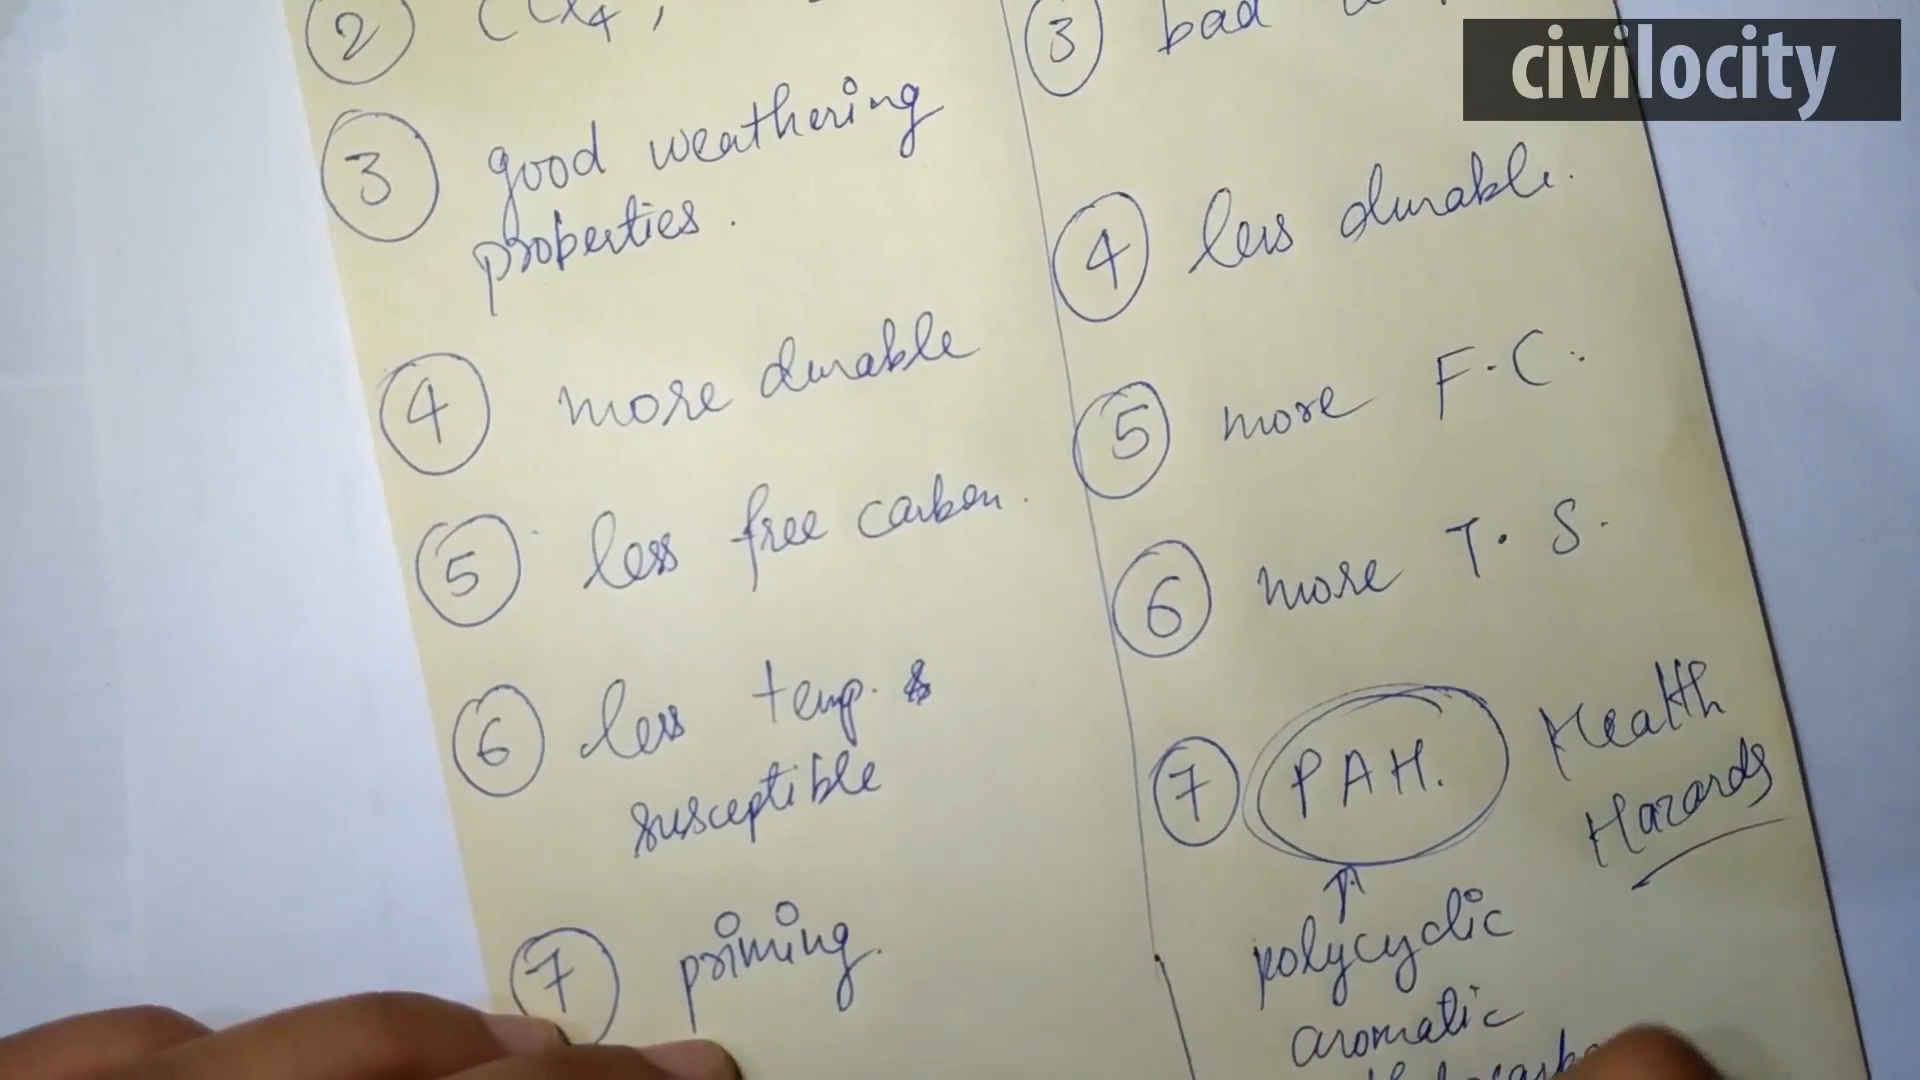 civilocity
2
3 good weathering
properties.
4 more durable
5 less free carbon.
6 less temp.
susceptible
7 priming.
3 bad
4 less durable.
5 more F.C.
6 more T.S.
7 PAH. Health
Hazards
polycyclic
aromatic